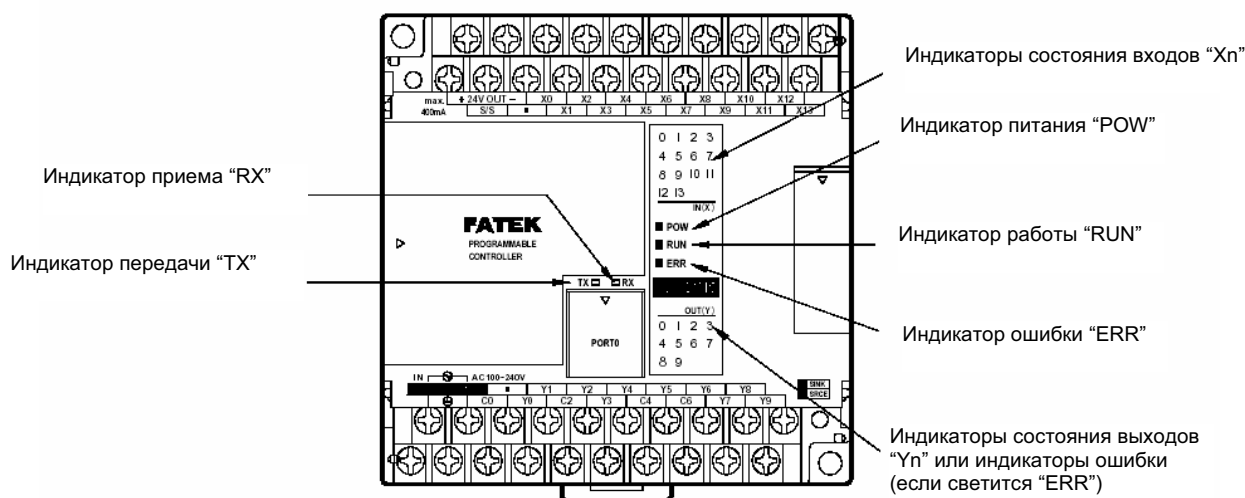 Индикаторы состояния входов “Xn”
max.
400mA
+ 24V OUT −
X0
X2
X4
X6
X8
X10
X12
S/S
X1
X3
X5
X7
X9
X11
X13
0 1 2 3
4 5 6 7
8 9 10 11
12 13
IN(X)
Индикатор питания “POW”
Индикатор приема “RX”
FATEK
PROGRAMMABLE
CONTROLLER
POW
RUN
ERR
Индикатор работы “RUN”
Индикатор передачи “TX”
TX
RX
PORT0
OUT(Y)
0 1 2 3
4 5 6 7
8 9
Индикатор ошибки “ERR”
IN
AC 100~240V
Y1
Y2
Y4
Y5
Y6
Y8
C0
Y0
C2
Y3
C4
C6
Y7
Y9
SINK
SRCE
Индикаторы состояния выходов
“Yn” или индикаторы ошибки
(если светится “ERR”)